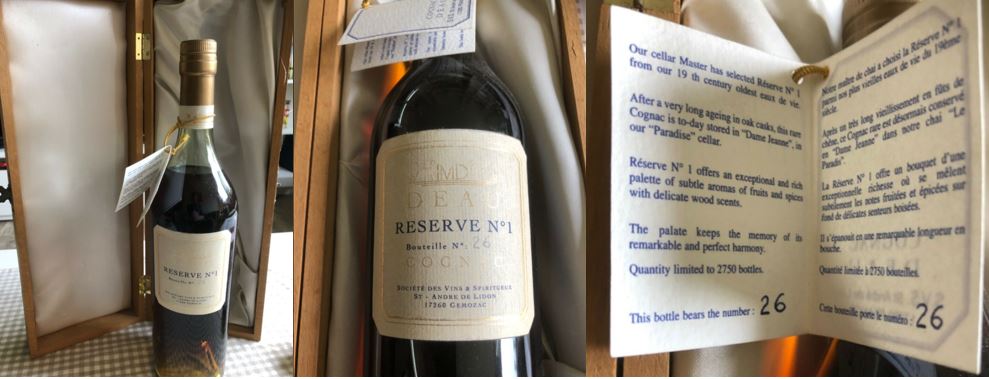 RESERVE N°1
Bouteille N°
DEAU
RESERVE N°1
Bouteille N°: 26
COGNAC
SOCIÉTÉ DES VINS & SPIRITUEUX
ST - ANDRE DE LIDON
17260 GEMOZAC
Our cellar Master has selected Réserve N° 1
from our 19 th century oldest eaux de vie.
After a very long ageing in oak casks, this rare
Cognac is to-day stored in "Dame Jeanne", in
our "Paradise" cellar.
Réserve N° 1 offers an exceptional and rich
palette of subtle aromas of fruits and spices
with delicate wood scents.
The palate keeps the memory of its
remarkable and perfect harmony.
Quantity limited to 2750 bottles.
This bottle bears the number : 26
Notre maître de chai a choisi la Réserve N° 1
parmi nos plus vieilles eaux de vie du 19ème
siècle.
Après un très long vieillissement en fûts de
chêne, ce Cognac rare est désormais conservé
en "Dame Jeanne" dans notre chai "Le
Paradis".
La Réserve N° 1 offre un bouquet d'une
exceptionnelle richesse où se mêlent
subtilement les notes fruitées et épicées sur
fond de délicates senteurs boisées.
Il s'épanouit en une remarquable longueur en
bouche.
Quantité limitée à 2750 bouteilles.
Cette bouteille porte le numéro : 26